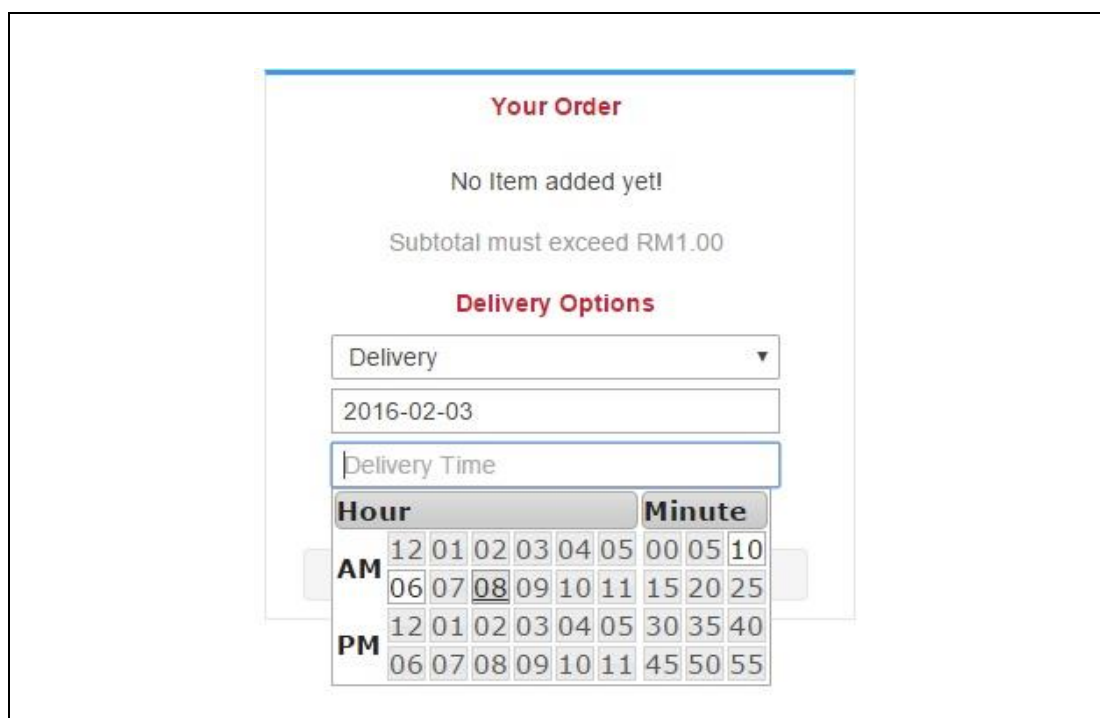 Your Order
No Item added yet!
Subtotal must exceed RM1.00
Delivery Options
Delivery
2016-02-03
Delivery Time
Hour Minute
AM 12 01 02 03 04 05 00 05 10
06 07 08 09 10 11 15 20 25
PM 12 01 02 03 04 05 30 35 40
06 07 08 09 10 11 45 50 55